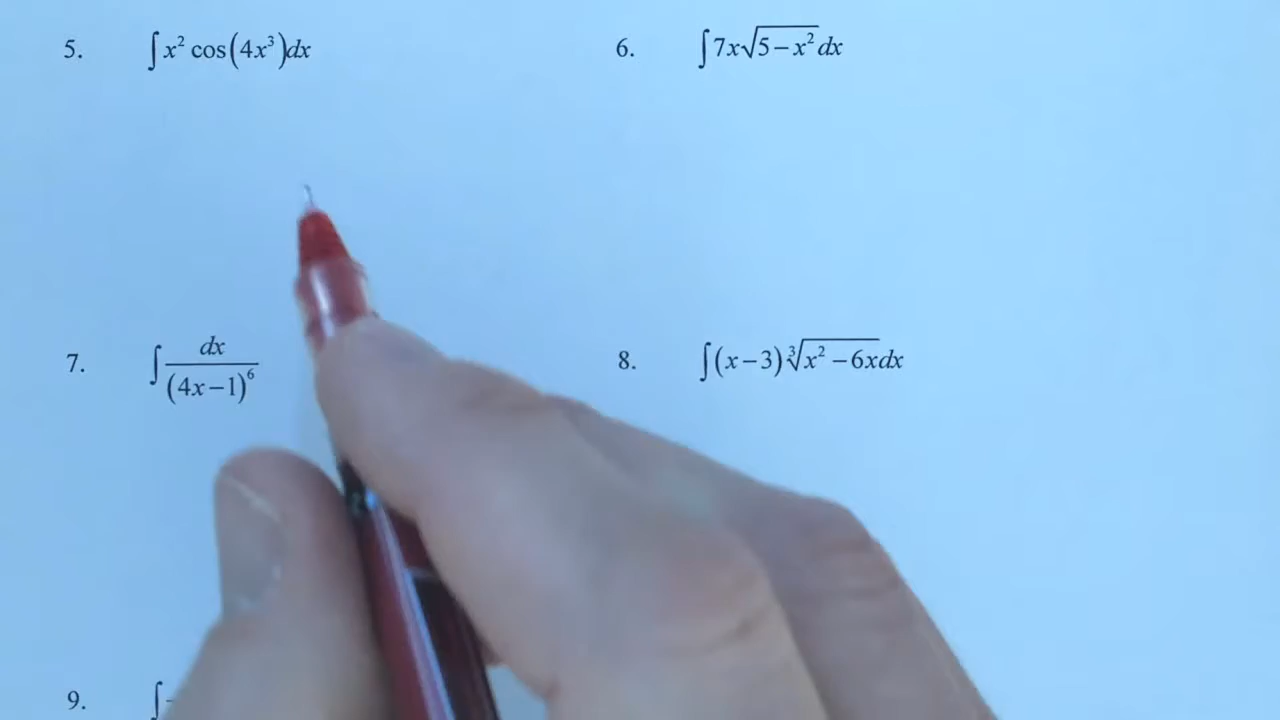 5. ∫x² cos(4x³)dx
6. ∫7x√(5−x²)dx
7. ∫dx/(4x−1)⁶
8. ∫(x−3)∛(x²−6x)dx
9. ∫